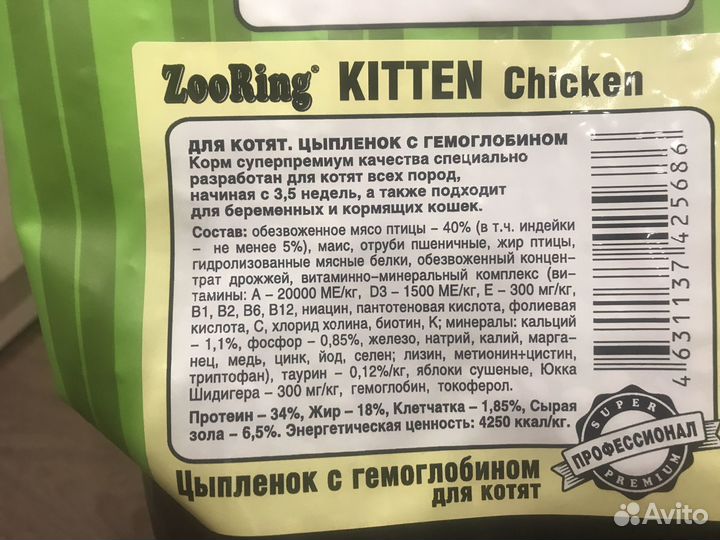 ZooRing® KITTEN Chicken
ДЛЯ КОТЯТ. ЦЫПЛЕНОК С ГЕМОГЛОБИНОМ
Корм суперпремиум качества специально
разработан для котят всех пород,
начиная с 3,5 недель, а также подходит
для беременных и кормящих кошек.
Состав: обезвоженное мясо птицы – 40% (в т.ч. индейки
– не менее 5%), маис, отруби пшеничные, жир птицы,
гидролизованные мясные белки, обезвоженный концен-
трат дрожжей, витаминно-минеральный комплекс (ви-
тамины: А – 20000 МЕ/кг, D3 – 1500 МЕ/кг, Е – 300 мг/кг,
В1, В2, В6, В12, ниацин, пантотеновая кислота, фолиевая
кислота, С, хлорид холина, биотин, К; минералы: кальций
– 1,1%, фосфор – 0,85%, железо, натрий, калий, марга-
нец, медь, цинк, йод, селен; лизин, метионин+цистин,
триптофан), таурин – 0,12%/кг, яблоки сушеные, Юкка
Шидигера – 300 мг/кг, гемоглобин, токоферол.
Протеин – 34%, Жир – 18%, Клетчатка – 1,85%, Сырая
зола – 6,5%. Энергетическая ценность: 4250 ккал/кг.
4 631137 425686
SUPER
ПРОФЕССИОНАЛ
PREMIUM
Цыпленок с гемоглобином
для котят
Avito